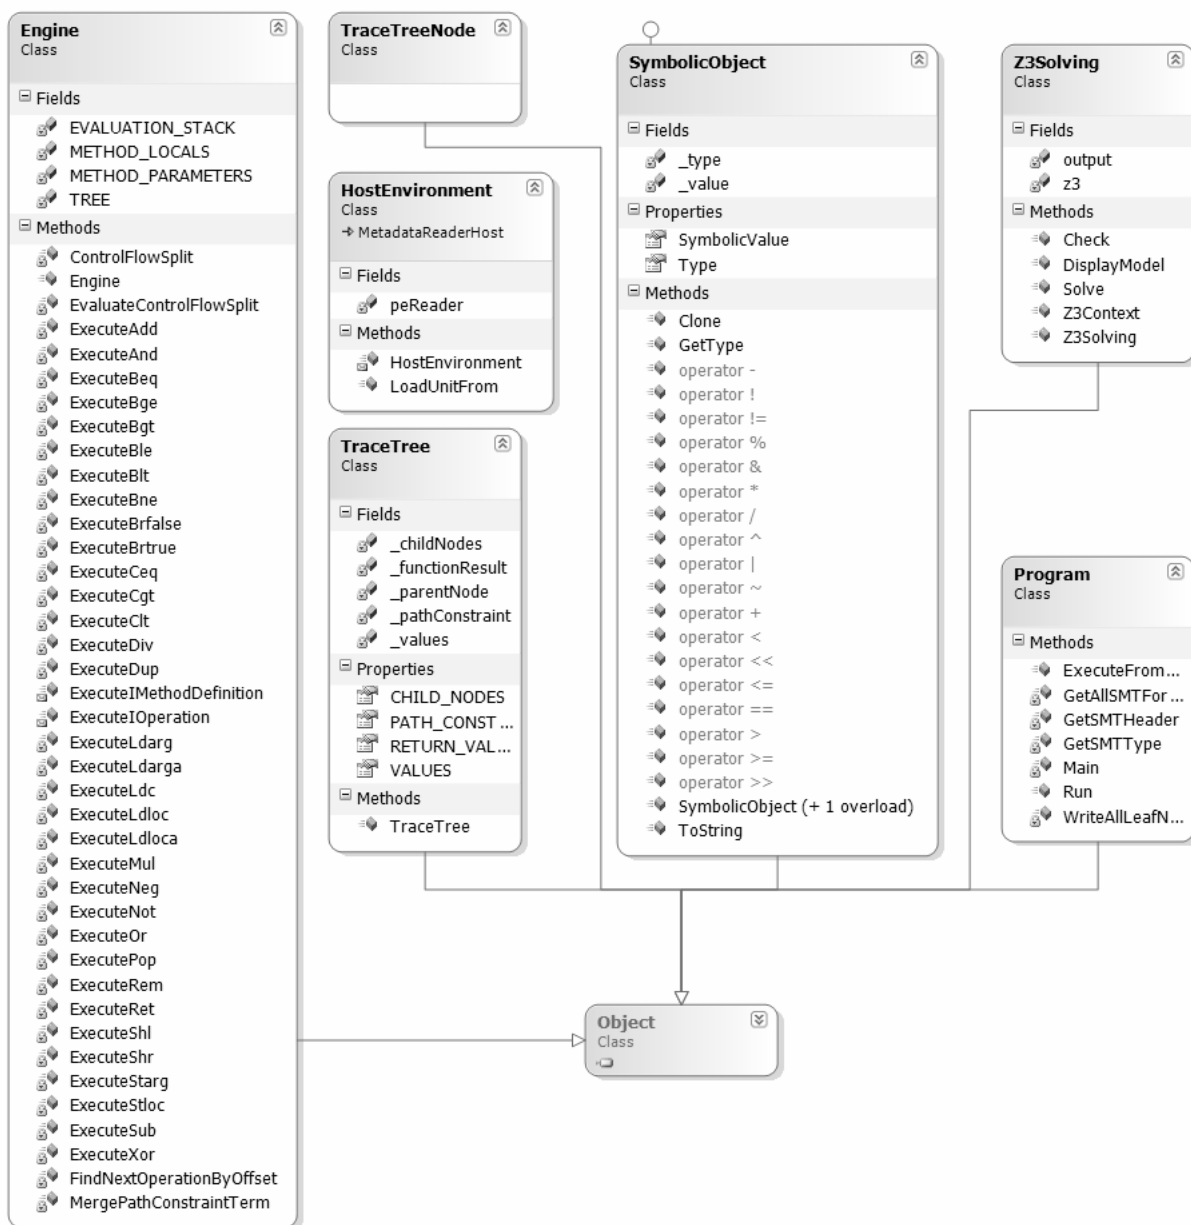 Engine
Class
Fields
EVALUATION_STACK
METHOD_LOCALS
METHOD_PARAMETERS
TREE
Methods
ControlFlowSplit
Engine
EvaluateControlFlowSplit
ExecuteAdd
ExecuteAnd
ExecuteBeq
ExecuteBge
ExecuteBgt
ExecuteBle
ExecuteBlt
ExecuteBne
ExecuteBrfalse
ExecuteBrtrue
ExecuteCeq
ExecuteCgt
ExecuteClt
ExecuteDiv
ExecuteDup
ExecuteIMethodDefinition
ExecuteIOperation
ExecuteLdarg
ExecuteLdarga
ExecuteLdc
ExecuteLdloc
ExecuteLdloca
ExecuteMul
ExecuteNeg
ExecuteNot
ExecuteOr
ExecutePop
ExecuteRem
ExecuteRet
ExecuteShl
ExecuteShr
ExecuteStarg
ExecuteStloc
ExecuteSub
ExecuteXor
FindNextOperationByOffset
MergePathConstraintTerm
TraceTreeNode
Class
HostEnvironment
Class
MetadataReaderHost
Fields
peReader
Methods
HostEnvironment
LoadUnitFrom
TraceTree
Class
Fields
_childNodes
_functionResult
_parentNode
_pathConstraint
_values
Properties
CHILD_NODES
PATH_CONST ...
RETURN_VAL...
VALUES
Methods
TraceTree
SymbolicObject
Class
Fields
_type
_value
Properties
SymbolicValue
Type
Methods
Clone
GetType
operator -
operator !
operator !=
operator %
operator &
operator *
operator /
operator ^
operator |
operator ~
operator +
operator <
operator <<
operator <=
operator ==
operator >
operator >=
operator >>
SymbolicObject (+ 1 overload)
ToString
Z3Solving
Class
Fields
output
z3
Methods
Check
DisplayModel
Solve
Z3Context
Z3Solving
Program
Class
Methods
ExecuteFrom...
GetAllSMTFor ...
GetSMTHeader
GetSMTType
Main
Run
WriteAllLeafN...
Object
Class